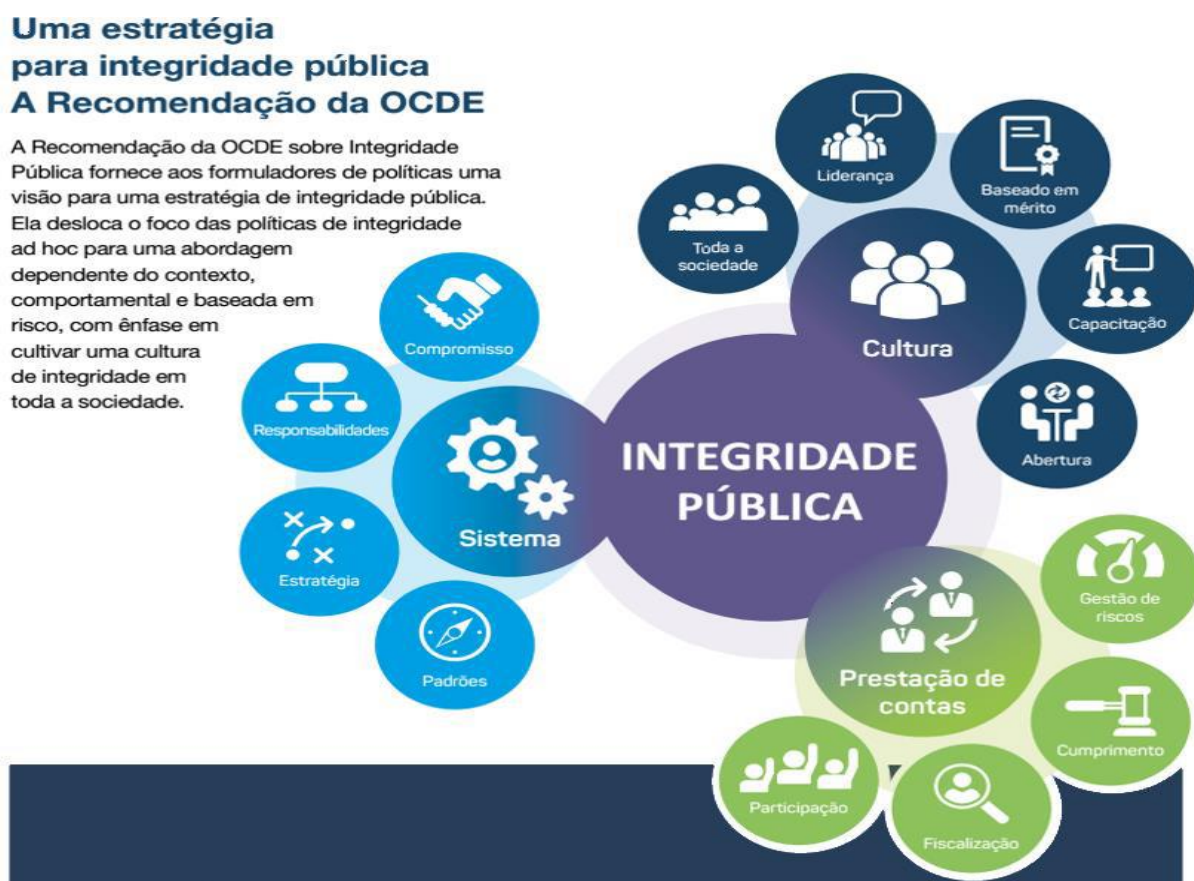 Uma estratégia
para integridade pública
A Recomendação da OCDE
A Recomendação da OCDE sobre Integridade
Pública fornece aos formuladores de políticas uma
visão para uma estratégia de integridade pública.
Ela desloca o foco das políticas de integridade
ad hoc para uma abordagem
dependente do contexto,
comportamental e baseada em
risco, com ênfase em
cultivar uma cultura
de integridade em
toda a sociedade.
INTEGRIDADE
PÚBLICA
Sistema
Compromisso
Responsabilidades
Estratégia
Padrões
Cultura
Toda a
sociedade
Liderança
Baseado em
mérito
Capacitação
Abertura
Prestação de
contas
Gestão de
riscos
Cumprimento
Fiscalização
Participação